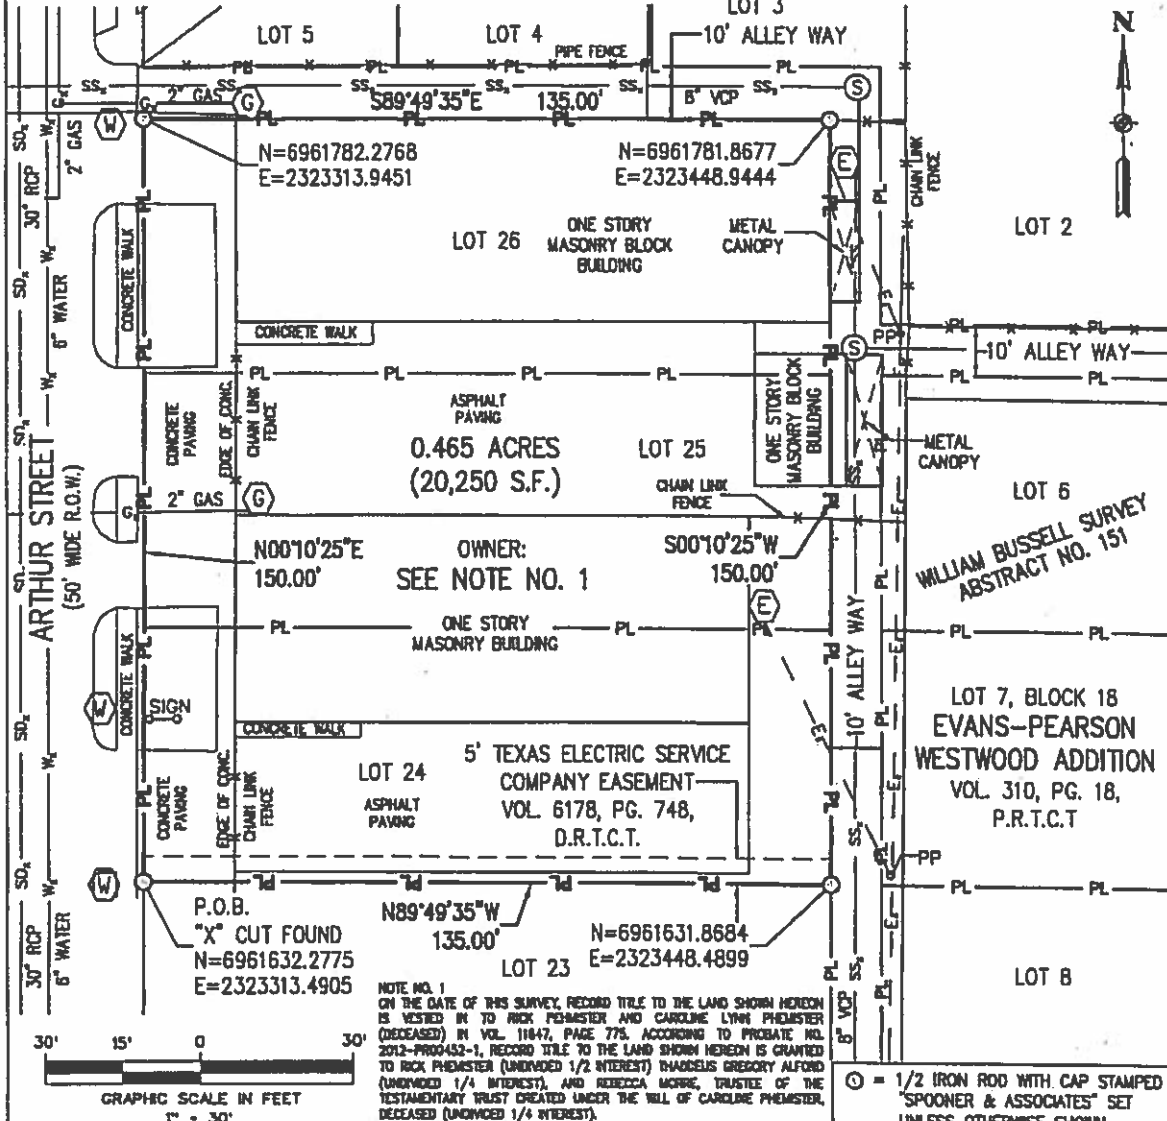 LOT 3
LOT 5
LOT 4
10' ALLEY WAY
N
PIPE FENCE
2" GAS
G
S89°49'35"E 135.00'
8" VCP
S
W
N=6961782.2768
E=2323313.9451
N=6961781.8677
E=2323448.9444
E
CHAIN LINK
FENCE
2" GAS
30" RCP
6" WATER
CONCRETE WALK
LOT 26
ONE STORY
MASONRY BLOCK
BUILDING
METAL
CANOPY
LOT 2
CONCRETE WALK
PP
S
10' ALLEY WAY
CONCRETE
PAVING
EDGE OF CONC.
CHAIN LINK
FENCE
ASPHALT
PAVING
0.465 ACRES
(20,250 S.F.)
LOT 25
ONE STORY
MASONRY BLOCK
BUILDING
METAL
CANOPY
CHAIN LINK
FENCE
LOT 6
WILLIAM BUSSELL SURVEY
ABSTRACT NO. 151
ARTHUR STREET
(50' WIDE R.O.W.)
G
2" GAS
G
N00°10'25"E
150.00'
OWNER:
SEE NOTE NO. 1
S00°10'25"W
150.00'
E
ONE STORY
MASONRY BUILDING
10' ALLEY WAY
CONCRETE WALK
W
SIGN
CONCRETE WALK
LOT 7, BLOCK 18
EVANS-PEARSON
WESTWOOD ADDITION
VOL. 310, PG. 18,
P.R.T.C.T
CONCRETE
PAVING
EDGE OF CONC.
CHAIN LINK
FENCE
LOT 24
ASPHALT
PAVING
5' TEXAS ELECTRIC SERVICE
COMPANY EASEMENT
VOL. 6178, PG. 748,
D.R.T.C.T.
PP
W
P.O.B.
"X" CUT FOUND
N=6961632.2775
E=2323313.4905
N89°49'35"W
135.00'
N=6961631.8684
E=2323448.4899
LOT 23
LOT 8
30" RCP
6" WATER
8" VCP
NOTE NO. 1
ON THE DATE OF THIS SURVEY, RECORD TITLE TO THE LAND SHOWN HEREON
IS VESTED IN TO RICK PEHMISTER AND CAROLINE LYNN PHEMISTER
(DECEASED) IN VOL. 11647, PAGE 775. ACCORDING TO PROBATE NO.
2012-PR00452-1, RECORD TITLE TO THE LAND SHOWN HEREON IS GRANTED
TO RICK PHEMISTER (UNDIVIDED 1/2 INTEREST) THADDEUS GREGORY ALFORD
(UNDIVIDED 1/4 INTEREST), AND REBECCA TRUSTEE OF THE
TESTAMENTARY TRUST CREATED UNDER THE WILL OF CAROLINE PHEMISTER,
DECEASED (UNDIVIDED 1/4 INTEREST).
30' 15' 0 30'
GRAPHIC SCALE IN FEET
1" = 30'
= 1/2 IRON ROD WITH CAP STAMPED
"SPOONER & ASSOCIATES" SET
UNLESS OTHERWISE SHOWN